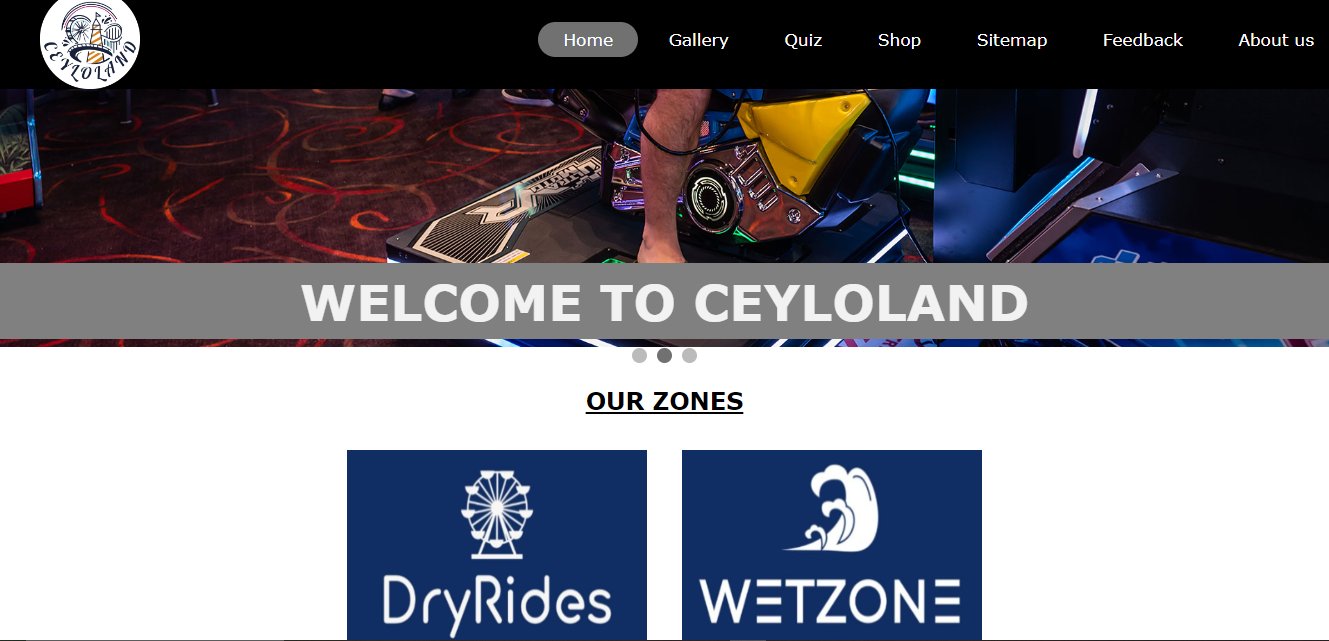 CEYLOLAND
Home Gallery Quiz Shop Sitemap Feedback About us
WELCOME TO CEYLOLAND
OUR ZONES
DryRides WETZONE